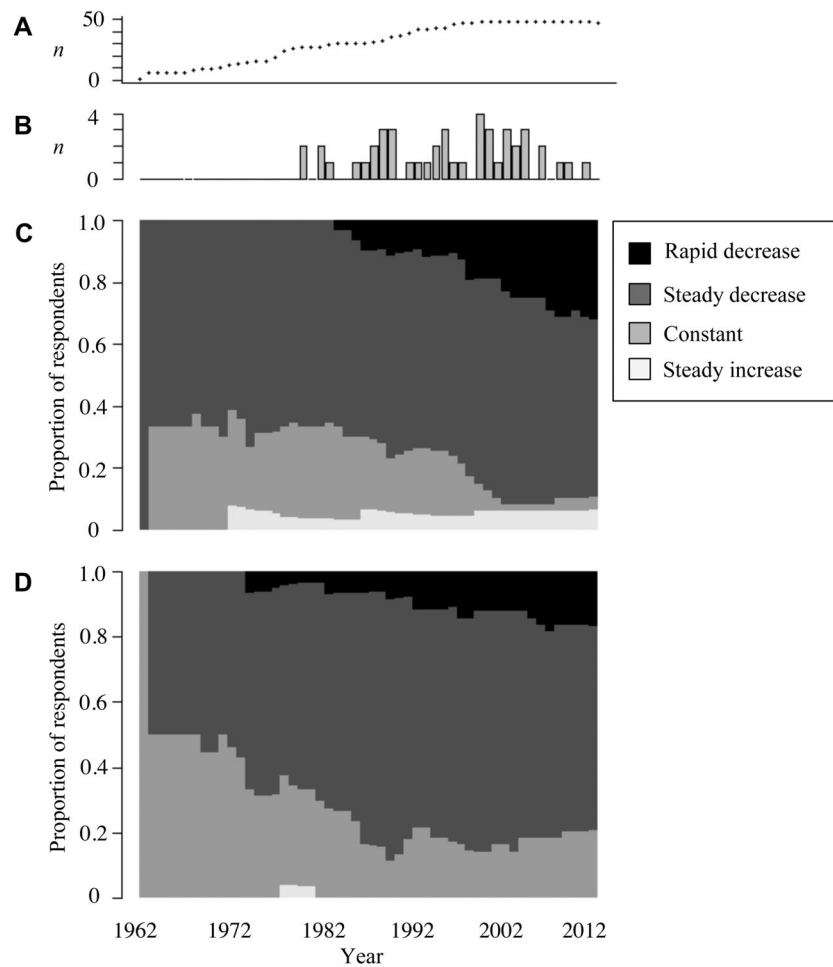 A
n
50
0
B
n
4
0
C
Proportion of respondents
1.0
0.8
0.6
0.4
0.2
0
Rapid decrease
Steady decrease
Constant
Steady increase
D
Proportion of respondents
1.0
0.8
0.6
0.4
0.2
0
1962 1972 1982 1992 2002 2012
Year